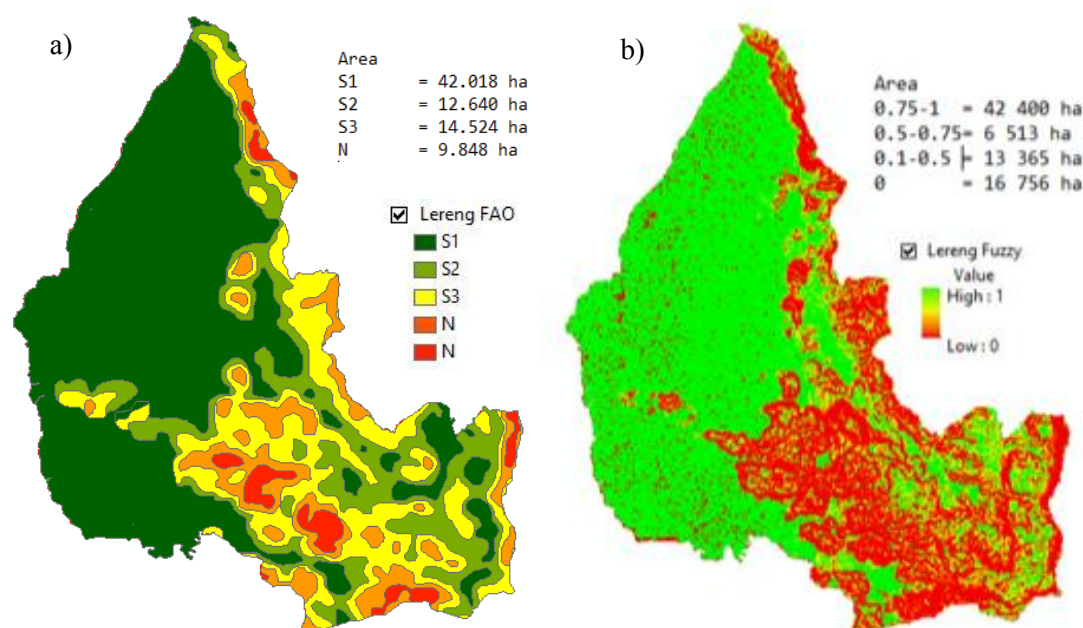 a)
Area
S1 = 42.018 ha
S2 = 12.640 ha
S3 = 14.524 ha
N = 9.848 ha
Lereng FAO
S1
S2
S3
N
N
b)
Area
0.75-1 = 42 400 ha
0.5-0.75= 6 513 ha
0.1-0.5 = 13 365 ha
0 = 16 756 ha
Lereng Fuzzy
Value
High : 1
Low : 0